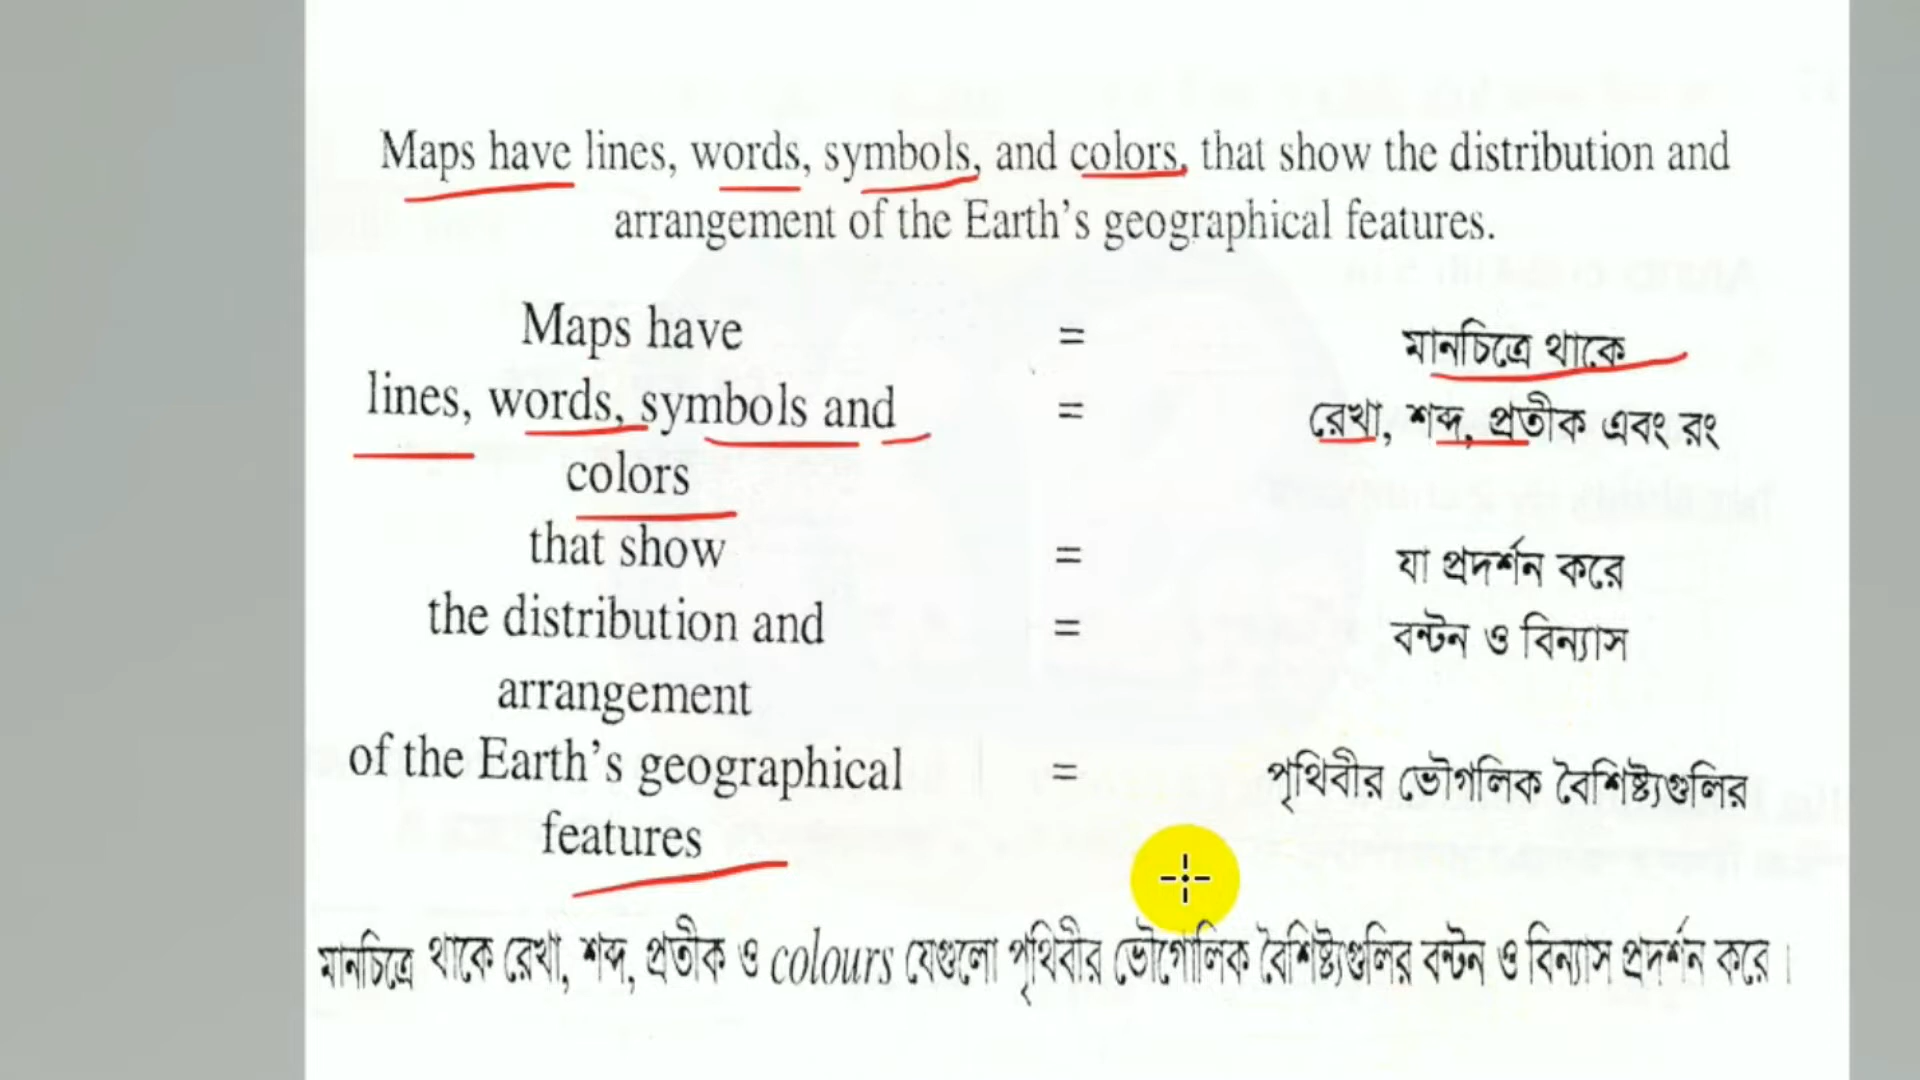 Maps have lines, words, symbols, and colors, that show the distribution and
arrangement of the Earth's geographical features.
Maps have = মানচিত্রে থাকে
lines, words, symbols and = রেখা, শব্দ, প্রতীক এবং রং
colors
that show = যা প্রদর্শন করে
the distribution and = বন্টন ও বিন্যাস
arrangement
of the Earth's geographical = পৃথিবীর ভৌগলিক বৈশিষ্ট্যগুলির
features
মানচিত্রে থাকে রেখা, শব্দ, প্রতীক ও colours যেগুলো পৃথিবীর ভৌগোলিক বৈশিষ্ট্যগুলির বন্টন ও বিন্যাস প্রদর্শন করে।